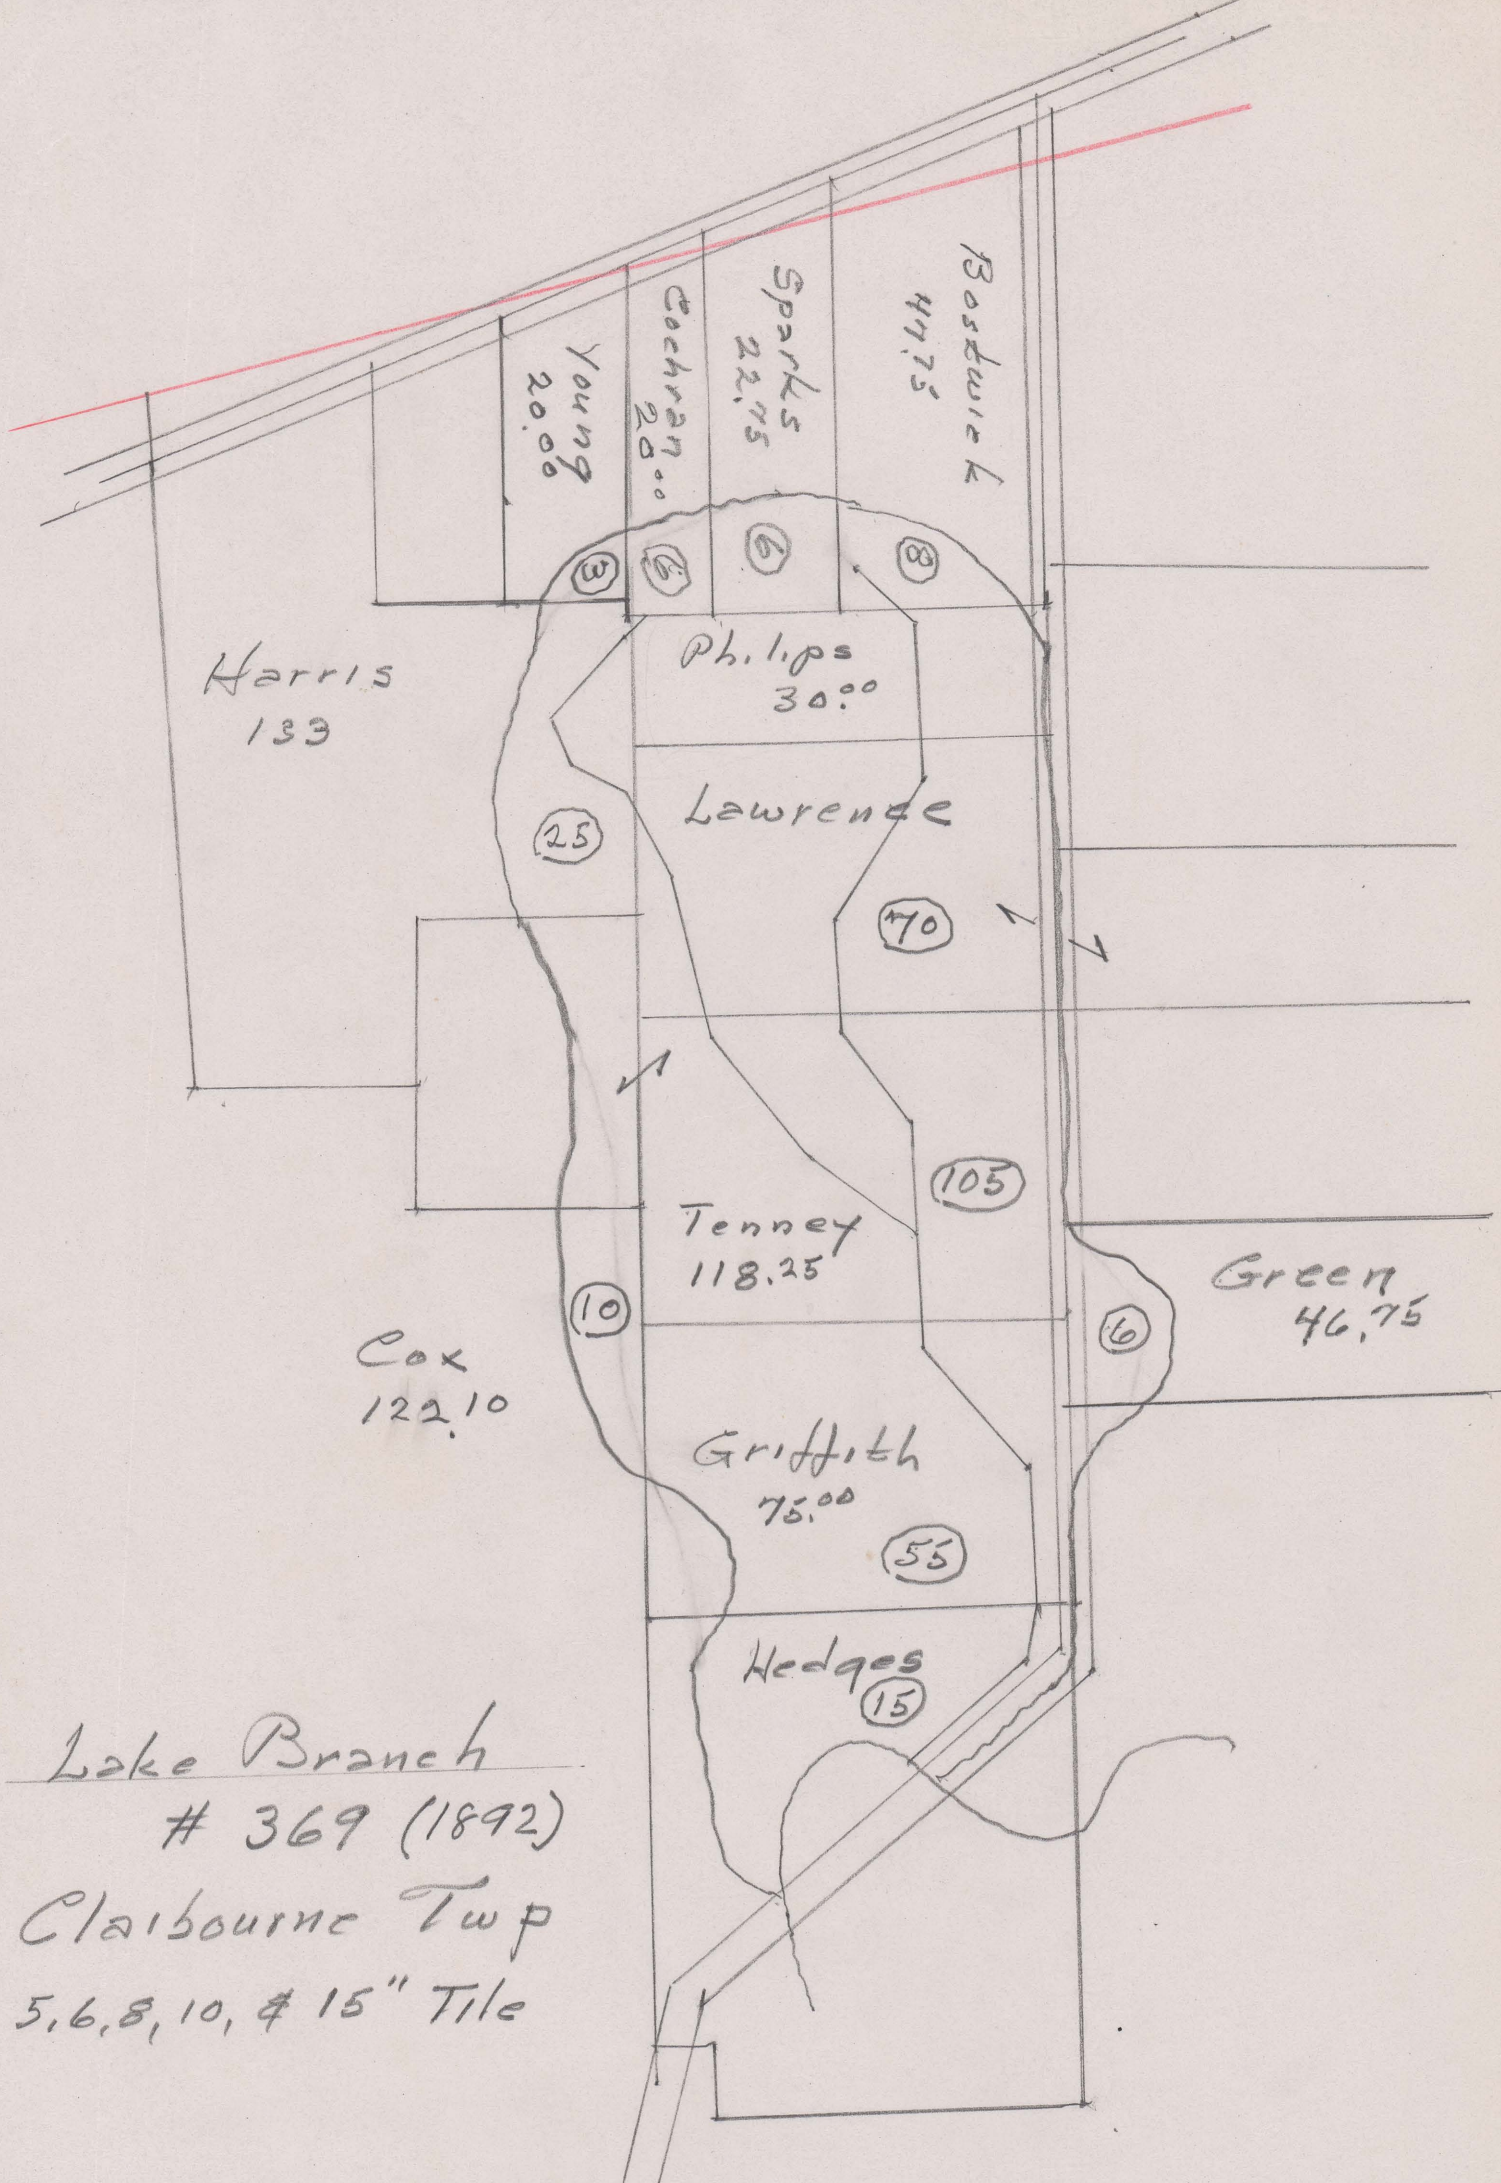 Bostwick
47.75
Sparks
22.75
Cochran
20.00
Young
20.00
3
6
8
Philips
30.00
Harris
133
Lawrence
25
70
105
Tenney
118.25
Green
46.75
10
6
Cox
122.10
Griffith
75.00
55
Hedges
15
Lake Branch
# 369 (1892)
Claibourne Twp
5,6,8,10, & 15" Tile